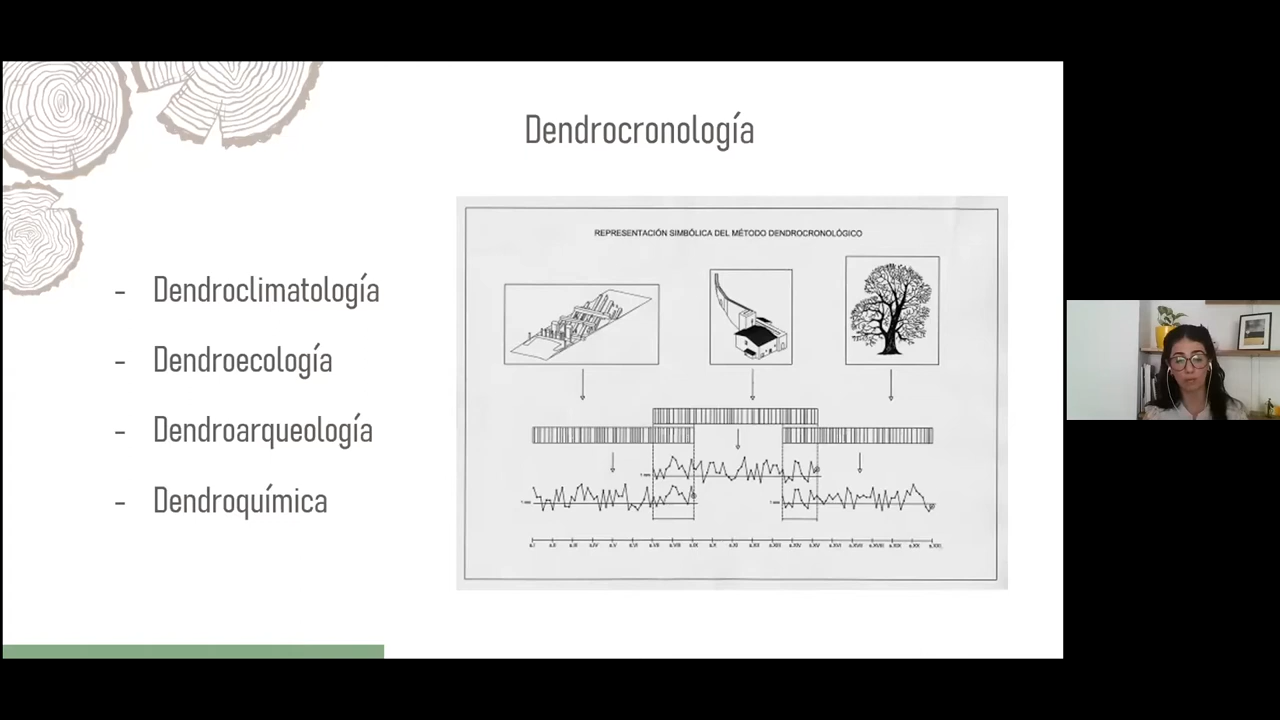 Dendrocronología
- Dendroclimatología
- Dendroecología
- Dendroarqueología
- Dendroquímica
REPRESENTACIÓN SIMBÓLICA DEL MÉTODO DENDROCRONOLÓGICO